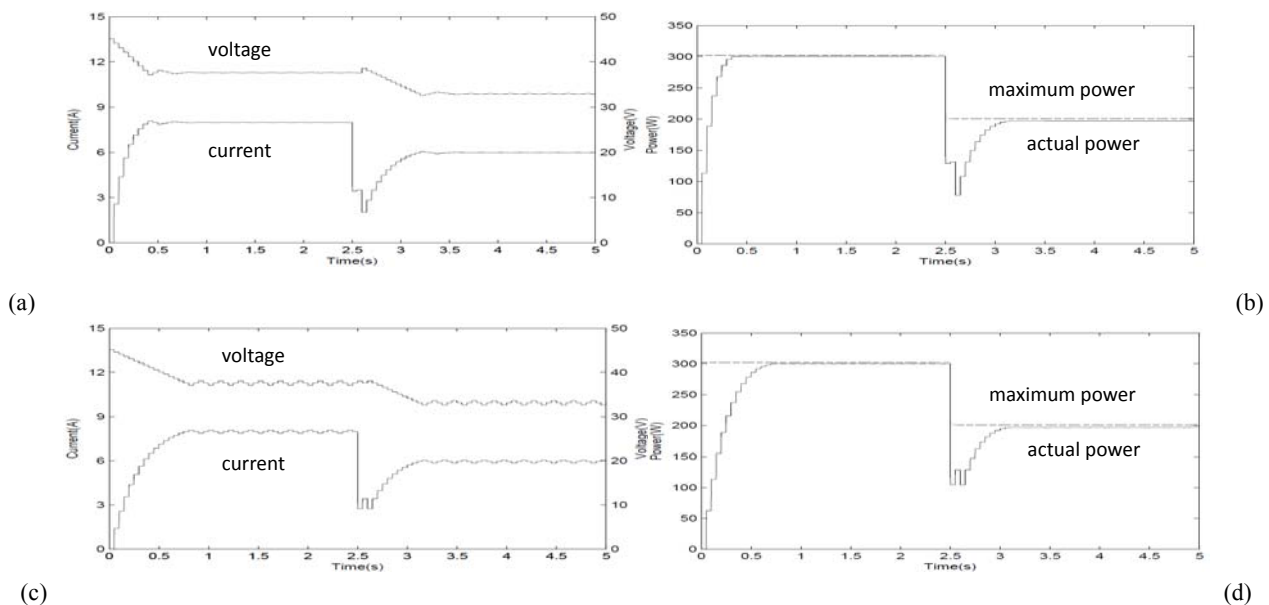 15
12
9
6
3
0
Current(A)
voltage
current
50
40
30
20
10
0
Voltage(V)
0 0.5 1 1.5 2 2.5 3 3.5 4 4.5 5
Time(s)
(a)
350
300
250
200
150
100
50
0
Power(W)
maximum power
actual power
0 0.5 1 1.5 2 2.5 3 3.5 4 4.5 5
Time(s)
(b)
15
12
9
6
3
0
Current(A)
voltage
current
50
40
30
20
10
0
Voltage(V)
0 0.5 1 1.5 2 2.5 3 3.5 4 4.5 5
Time(s)
(c)
350
300
250
200
150
100
50
0
Power(W)
maximum power
actual power
0 0.5 1 1.5 2 2.5 3 3.5 4 4.5 5
Time(s)
(d)